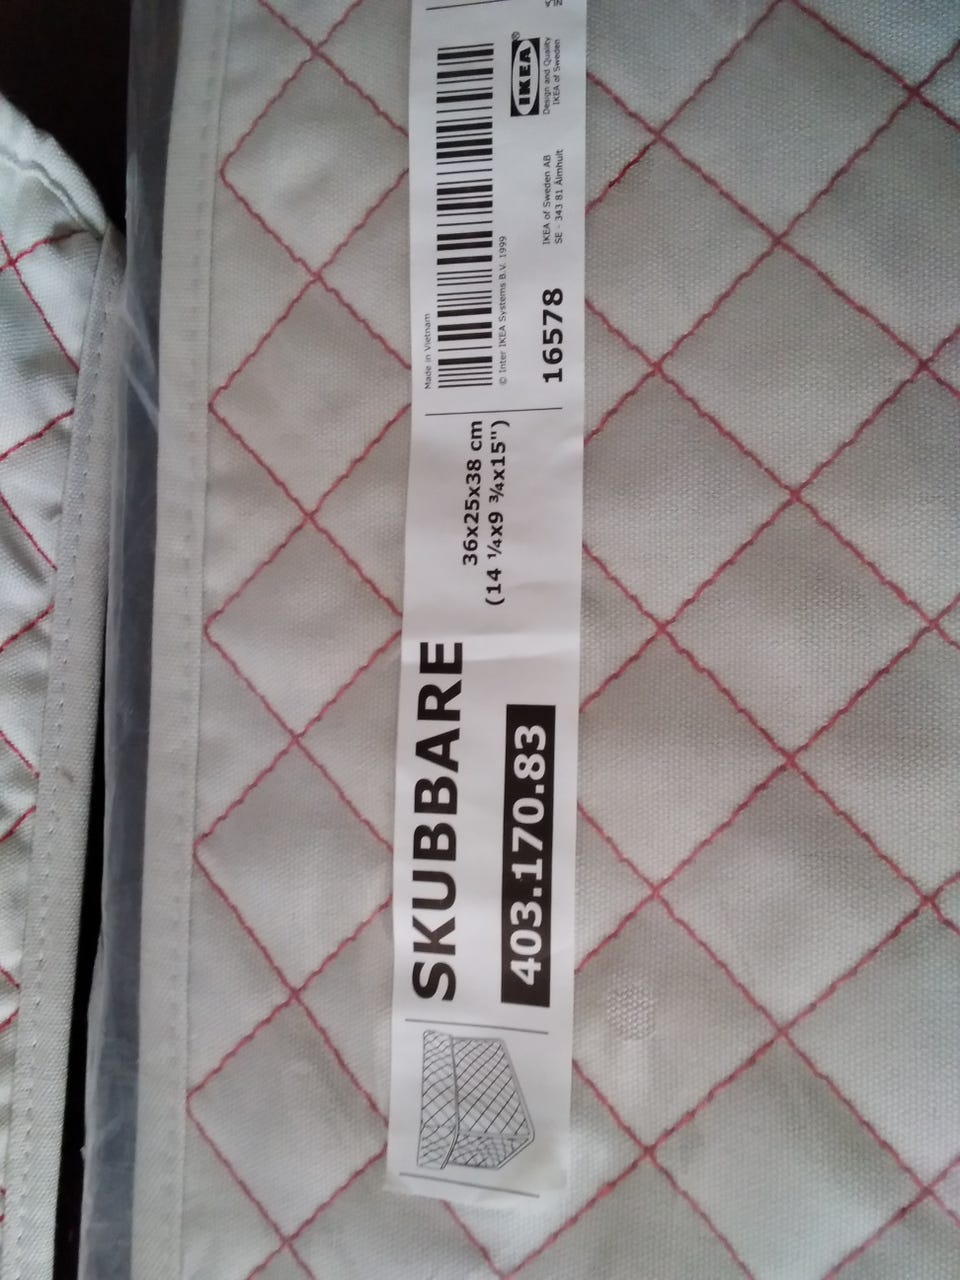 SKUBBARE
403.170.83
36x25x38 cm
(14 ¼x9 ¾x15")
Made in Vietnam
© Inter IKEA Systems B.V. 1999
16578
IKEA of Sweden AB
SE - 343 81 Älmhult
IKEA®
Design and Quality
IKEA of Sweden